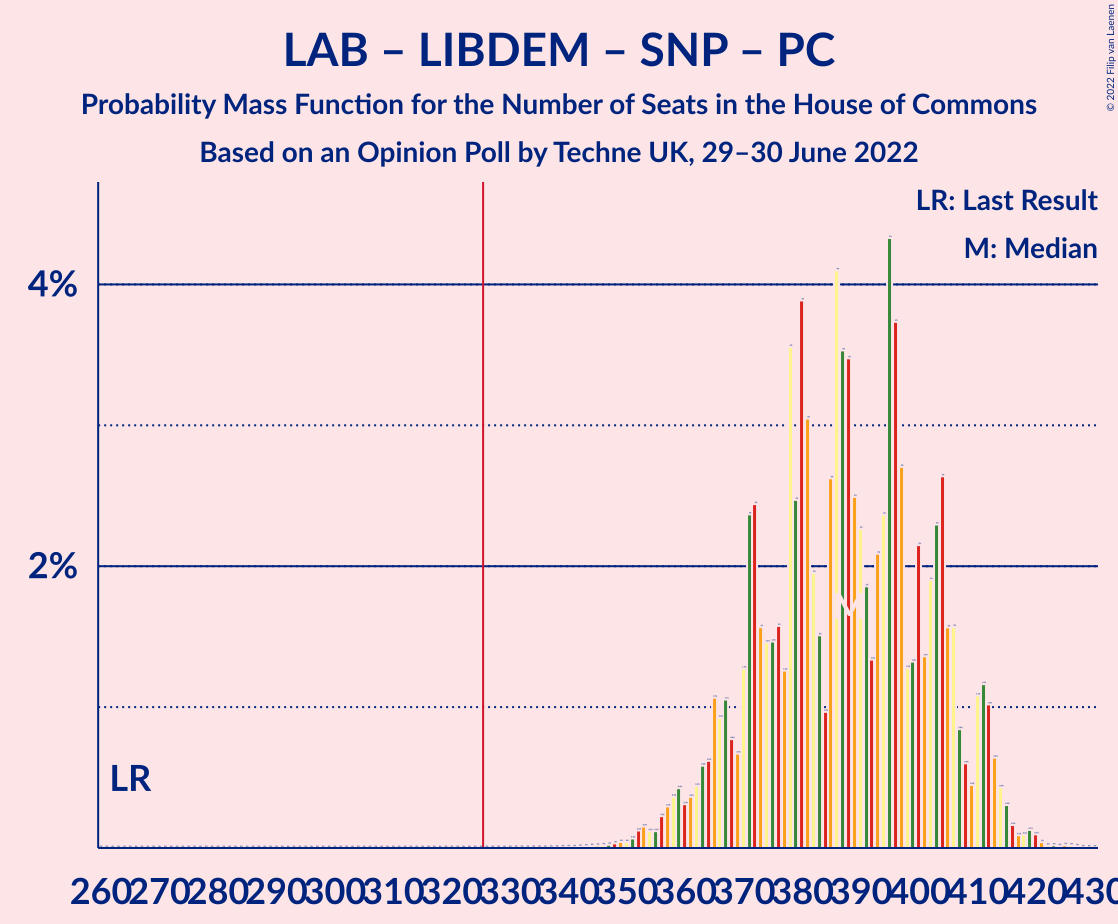 LAB – LIBDEM – SNP – PC
Probability Mass Function for the Number of Seats in the House of Commons
Based on an Opinion Poll by Techne UK, 29–30 June 2022
© 2022 Filip van Laenen
LR: Last Result
M: Median
4%
2%
M
LR
260 270 280 290 300 310 320 330 340 350 360 370 380 390 400 410 420 430